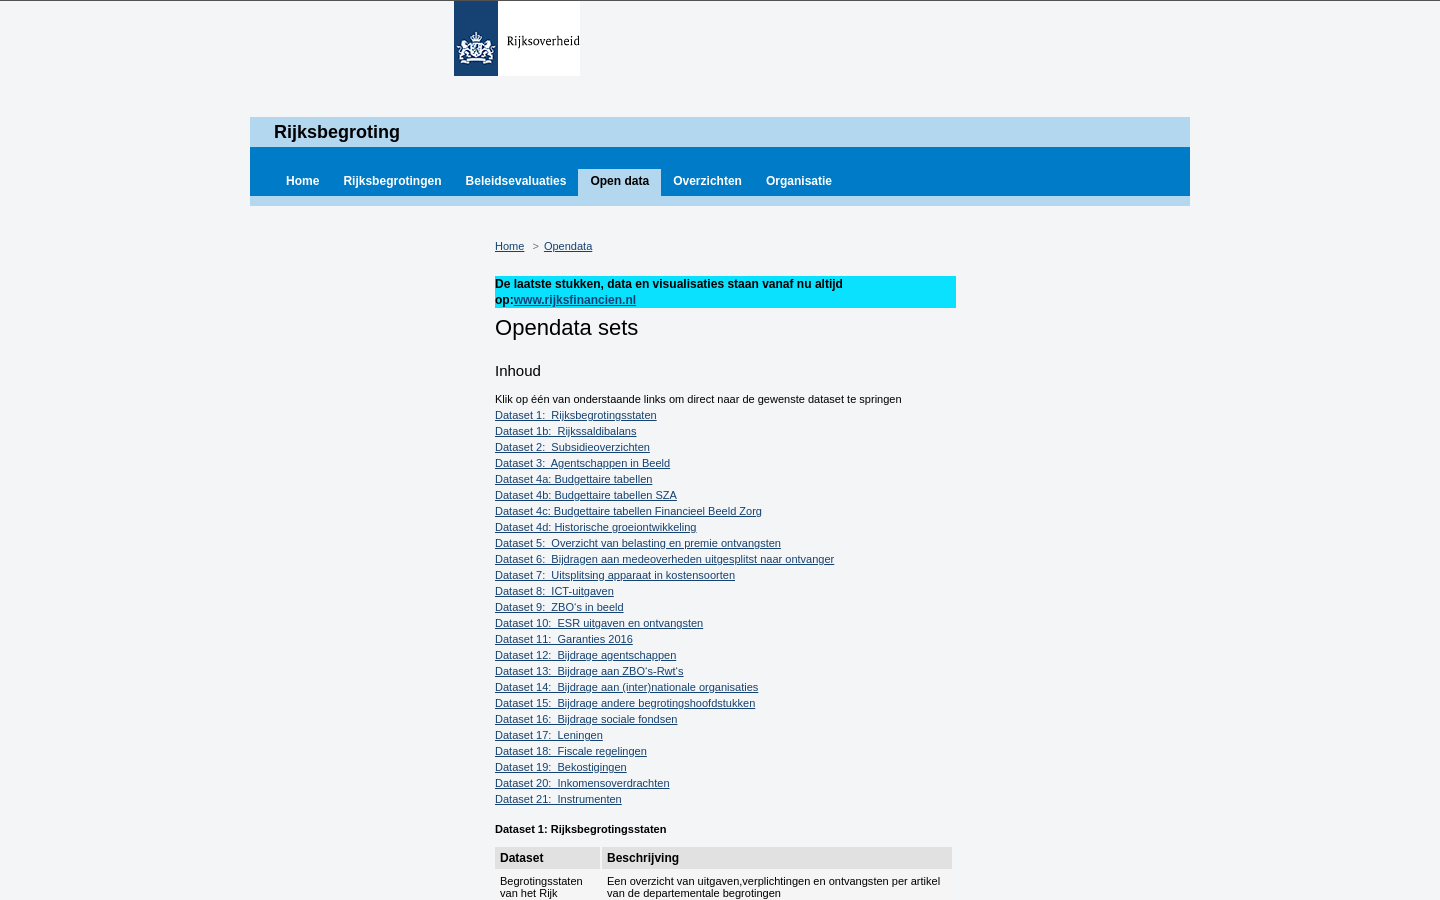 Rijksoverheid
Rijksbegroting
Home Rijksbegrotingen Beleidsevaluaties Open data Overzichten Organisatie
Home > Opendata
De laatste stukken, data en visualisaties staan vanaf nu altijd
op:www.rijksfinancien.nl
Opendata sets
Inhoud
Klik op één van onderstaande links om direct naar de gewenste dataset te springen
Dataset 1:  Rijksbegrotingsstaten
Dataset 1b:  Rijkssaldibalans
Dataset 2:  Subsidieoverzichten
Dataset 3:  Agentschappen in Beeld
Dataset 4a: Budgettaire tabellen
Dataset 4b: Budgettaire tabellen SZA
Dataset 4c: Budgettaire tabellen Financieel Beeld Zorg
Dataset 4d: Historische groeiontwikkeling
Dataset 5:  Overzicht van belasting en premie ontvangsten
Dataset 6:  Bijdragen aan medeoverheden uitgesplitst naar ontvanger
Dataset 7:  Uitsplitsing apparaat in kostensoorten
Dataset 8:  ICT-uitgaven
Dataset 9:  ZBO's in beeld
Dataset 10:  ESR uitgaven en ontvangsten
Dataset 11:  Garanties 2016
Dataset 12:  Bijdrage agentschappen
Dataset 13:  Bijdrage aan ZBO's-Rwt's
Dataset 14:  Bijdrage aan (inter)nationale organisaties
Dataset 15:  Bijdrage andere begrotingshoofdstukken
Dataset 16:  Bijdrage sociale fondsen
Dataset 17:  Leningen
Dataset 18:  Fiscale regelingen
Dataset 19:  Bekostigingen
Dataset 20:  Inkomensoverdrachten
Dataset 21:  Instrumenten
Dataset 1: Rijksbegrotingsstaten
Dataset Beschrijving
Begrotingsstaten Een overzicht van uitgaven,verplichtingen en ontvangsten per artikel
van het Rijk van de departementale begrotingen